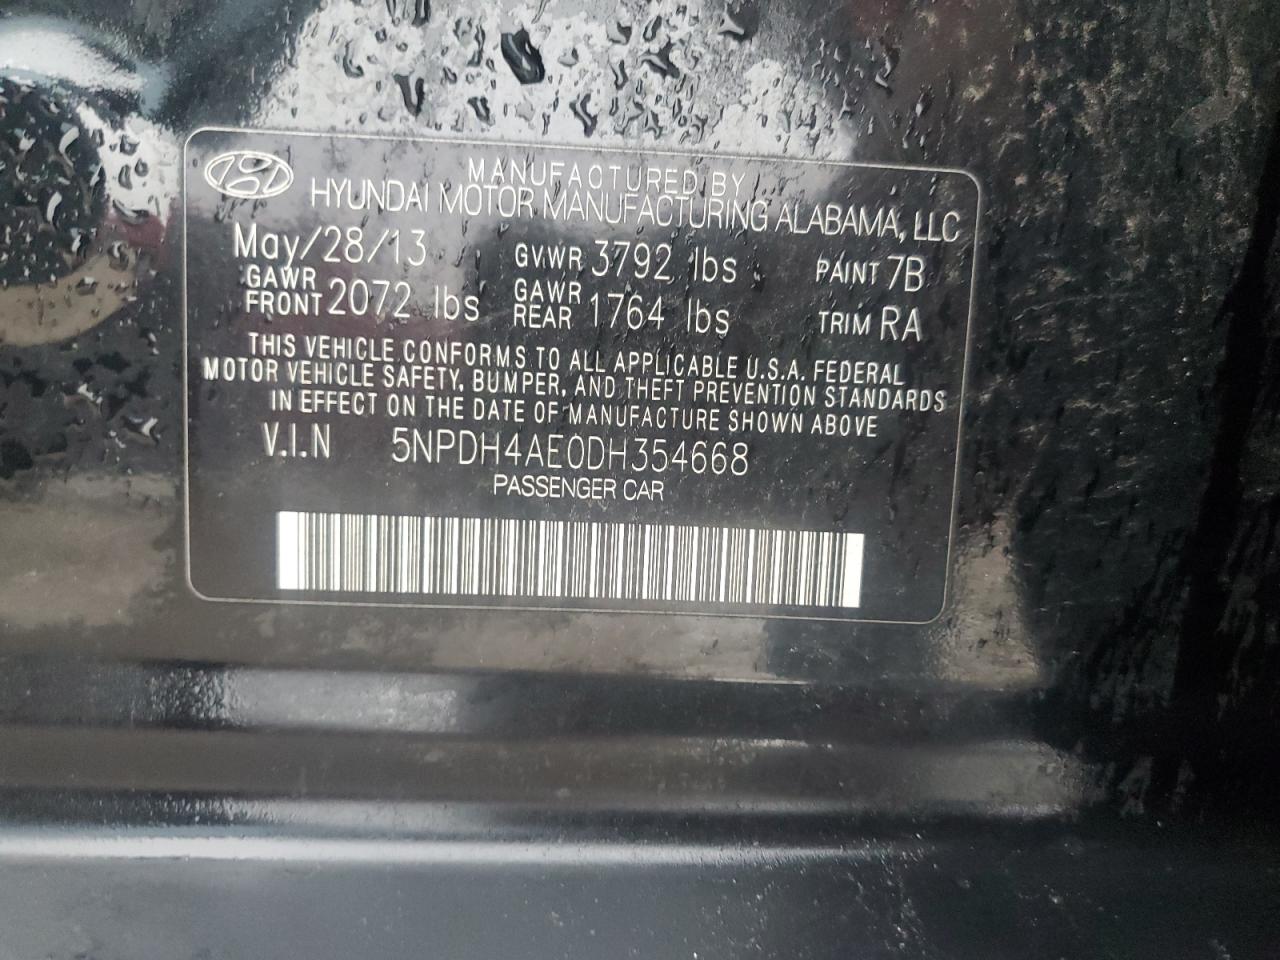 MANUFACTURED BY
HYUNDAI MOTOR MANUFACTURING ALABAMA, LLC
May/28/13 GVWR 3792 lbs PAINT 7B
GAWR FRONT 2072 lbs GAWR REAR 1764 lbs TRIM RA
THIS VEHICLE CONFORMS TO ALL APPLICABLE U.S.A. FEDERAL
MOTOR VEHICLE SAFETY, BUMPER, AND THEFT PREVENTION STANDARDS
IN EFFECT ON THE DATE OF MANUFACTURE SHOWN ABOVE
V.I.N 5NPDH4AE0DH354668
PASSENGER CAR